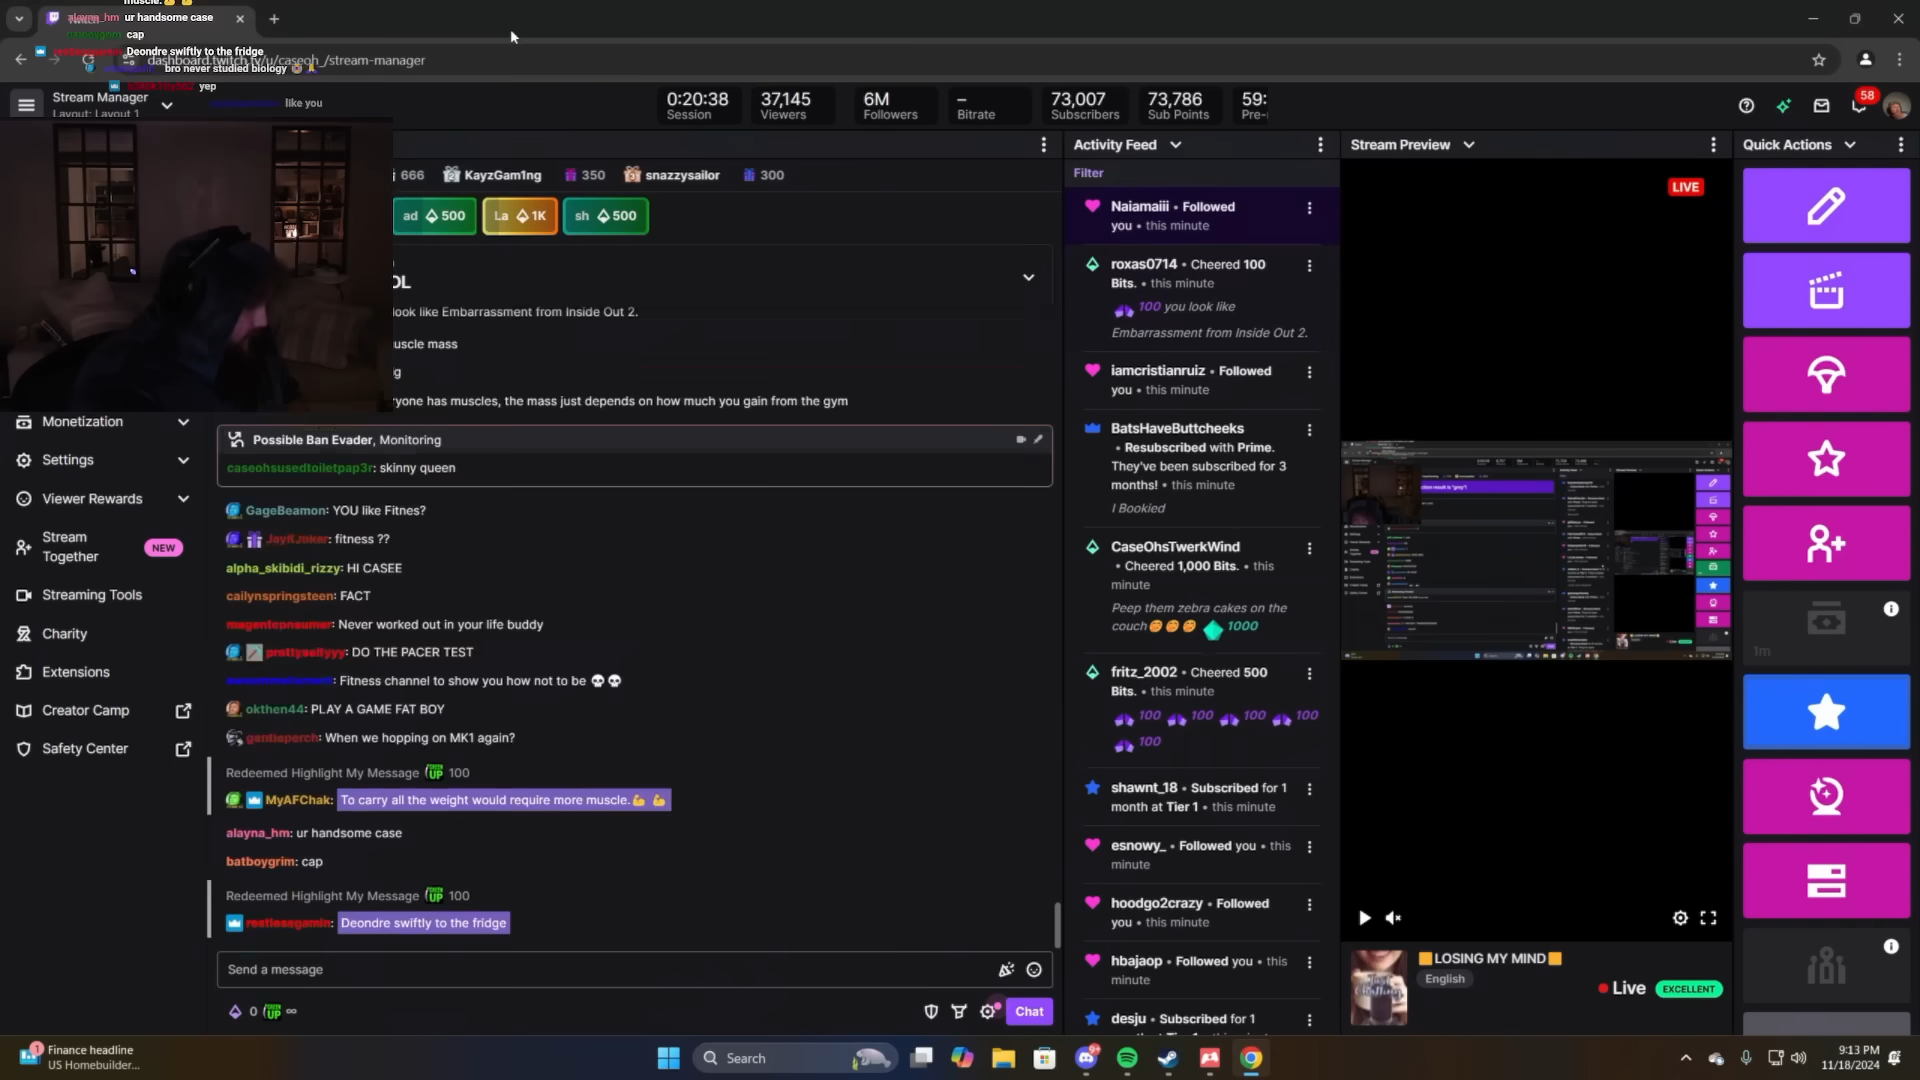 muscle.
alayna_hm: ur handsome case
batboygrim: cap
Deondre swiftly to the fridge
dashboard.twitch.tv/u/caseoh_/stream-manager
bro never studied biology
yep
like you
Stream Manager
Layout: Layout 1
0:20:38
Session
37,145
Viewers
6M
Followers
–
Bitrate
73,007
Subscribers
73,786
Sub Points
59:
Pre-r
58
666
KayzGam1ng
350
snazzysailor
300
ad 500
La 1K
sh 500
OL
look like Embarrassment from Inside Out 2.
uscle mass
g
ryone has muscles, the mass just depends on how much you gain from the gym
Possible Ban Evader, Monitoring
caseohsusedtoiletpap3r: skinny queen
GageBeamon: YOU like Fitnes?
fitness ??
alpha_skibidi_rizzy: HI CASEE
cailynspringsteen: FACT
Never worked out in your life buddy
DO THE PACER TEST
Fitness channel to show you how not to be
okthen44: PLAY A GAME FAT BOY
When we hopping on MK1 again?
Redeemed Highlight My Message 100
MyAFChak: To carry all the weight would require more muscle.
alayna_hm: ur handsome case
batboygrim: cap
Redeemed Highlight My Message 100
Deondre swiftly to the fridge
Send a message
0
∞
Chat
Monetization
Settings
Viewer Rewards
Stream
Together
NEW
Streaming Tools
Charity
Extensions
Creator Camp
Safety Center
Activity Feed
Filter
Naiamaiii • Followed
you • this minute
roxas0714 • Cheered 100
Bits. • this minute
100 you look like
Embarrassment from Inside Out 2.
iamcristianruiz • Followed
you • this minute
BatsHaveButtcheeks
• Resubscribed with Prime.
They've been subscribed for 3
months! • this minute
I Bookied
CaseOhsTwerkWind
• Cheered 1,000 Bits. • this
minute
Peep them zebra cakes on the
couch 1000
fritz_2002 • Cheered 500
Bits. • this minute
100 100 100 100
100
shawnt_18 • Subscribed for 1
month at Tier 1 • this minute
esnowy_ • Followed you • this
minute
hoodgo2crazy • Followed
you • this minute
hbajaop • Followed you • this
minute
desju • Subscribed for 1
Stream Preview
LIVE
LOSING MY MIND
English
Live
EXCELLENT
Quick Actions
1m
Finance headline
US Homebuilder...
1
Search
9:13 PM
11/18/2024